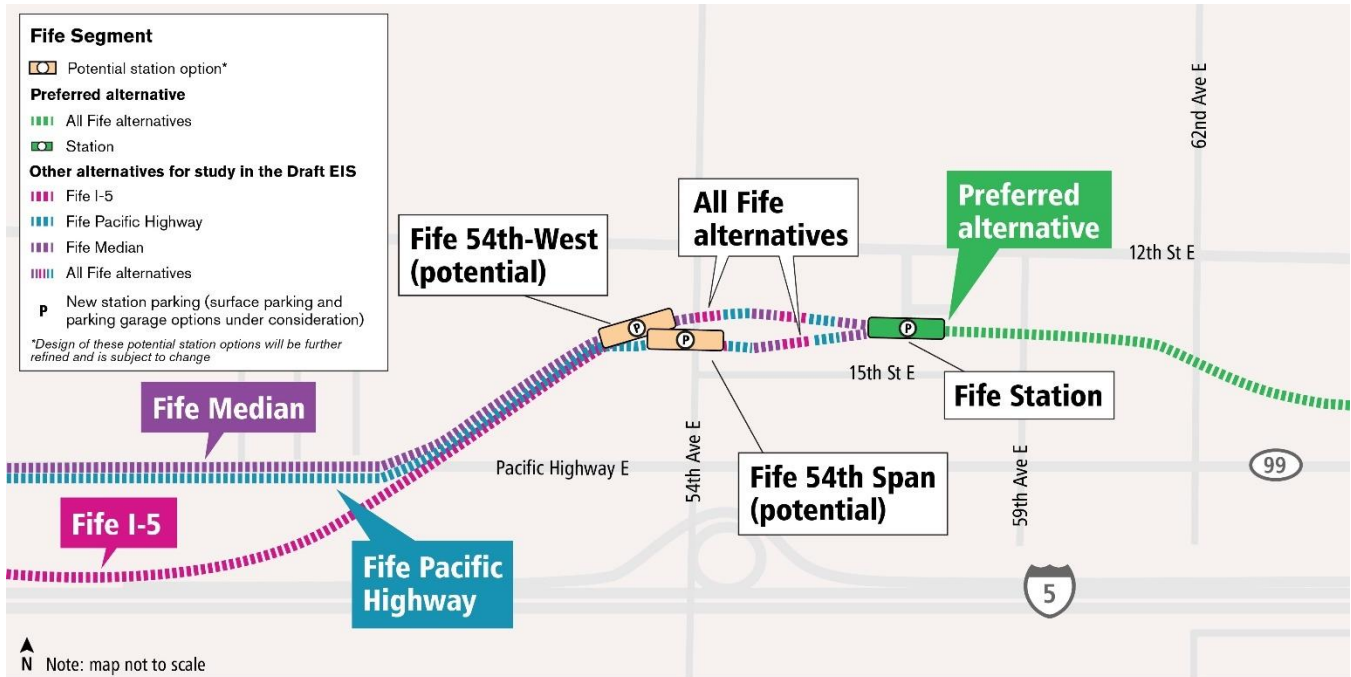 Fife Segment
Potential station option*
Preferred alternative
All Fife alternatives
Station
Other alternatives for study in the Draft EIS
Fife I-5
Fife Pacific Highway
Fife Median
All Fife alternatives
P
New station parking (surface parking and
parking garage options under consideration)
*Design of these potential station options will be further
refined and is subject to change
62nd Ave E
All Fife
alternatives
Preferred
alternative
Fife 54th-West
(potential)
12th St E
P
P
P
15th St E
Fife Station
Fife Median
Pacific Highway E
54th Ave E
Fife 54th Span
(potential)
59th Ave E
99
Fife I-5
Fife Pacific
Highway
5
N
Note: map not to scale